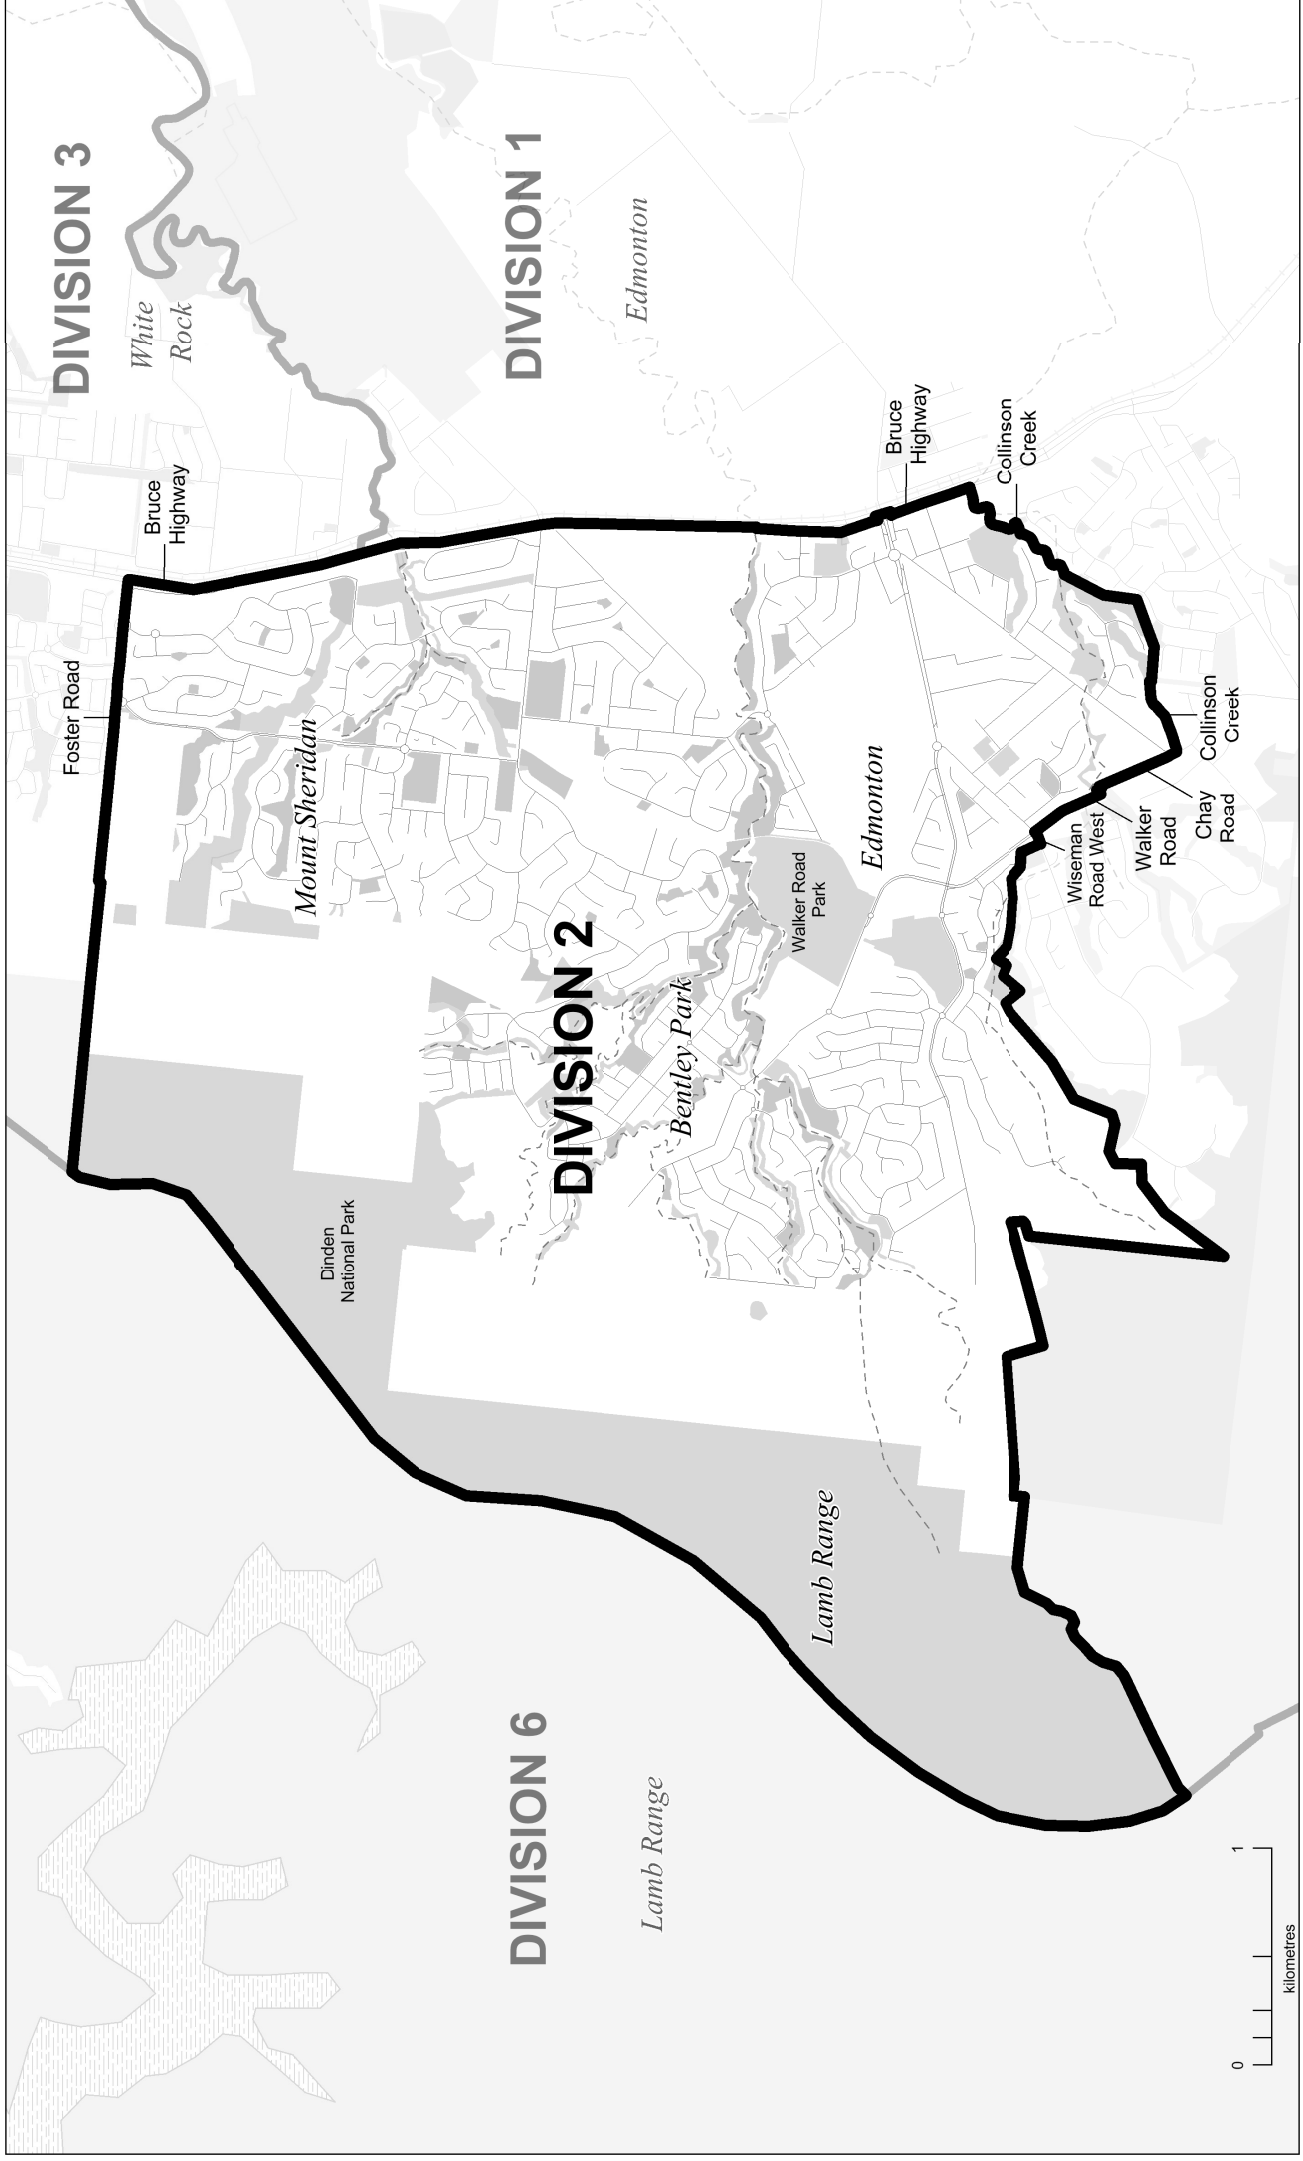 DIVISION 3
White
Rock
DIVISION 1
Edmonton
Bruce
Highway
Bruce
Highway
Collinson
Creek
Foster Road
Mount Sheridan
Edmonton
Collinson
Creek
Chay
Road
Walker
Road
Wiseman
Road West
Walker Road
Park
DIVISION 2
Bentley Park
Dinden
National Park
Lamb Range
DIVISION 6
Lamb Range
0 1
kilometres